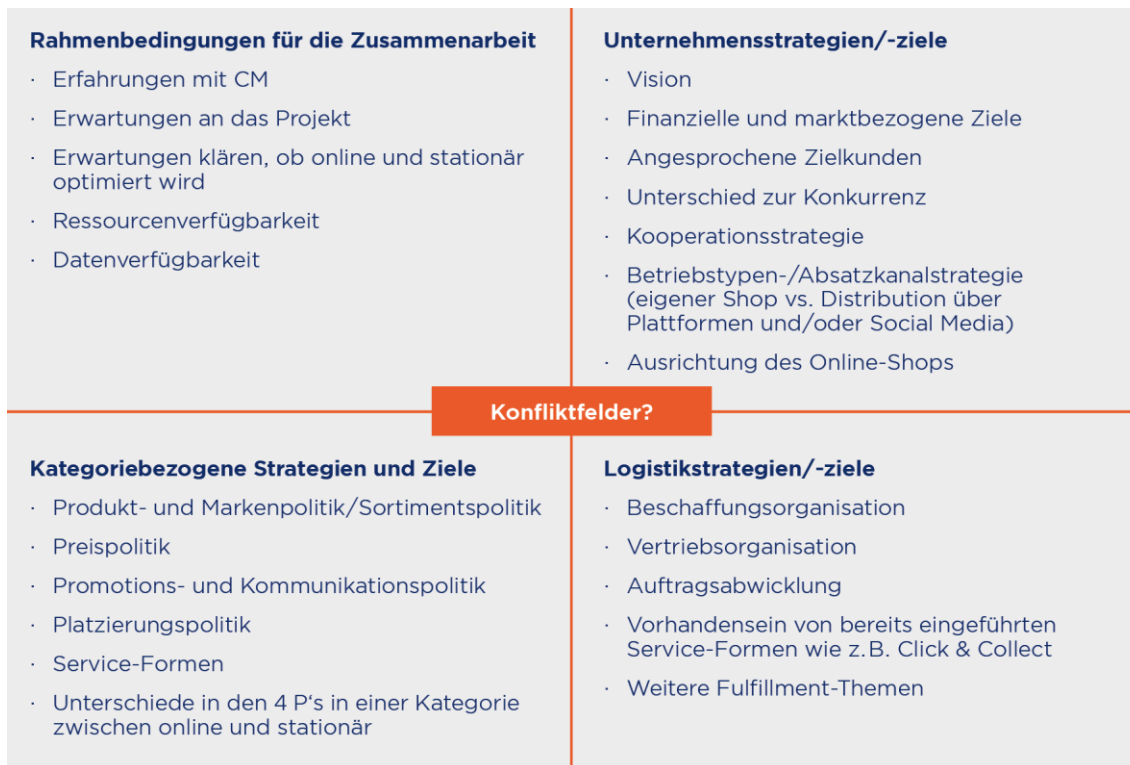 Rahmenbedingungen für die Zusammenarbeit
· Erfahrungen mit CM
· Erwartungen an das Projekt
· Erwartungen klären, ob online und stationär
optimiert wird
· Ressourcenverfügbarkeit
· Datenverfügbarkeit
Unternehmensstrategien/-ziele
· Vision
· Finanzielle und marktbezogene Ziele
· Angesprochene Zielkunden
· Unterschied zur Konkurrenz
· Kooperationsstrategie
· Betriebstypen-/Absatzkanalstrategie
(eigener Shop vs. Distribution über
Plattformen und/oder Social Media)
· Ausrichtung des Online-Shops
Konfliktfelder?
Kategoriebezogene Strategien und Ziele
· Produkt- und Markenpolitik/Sortimentspolitik
· Preispolitik
· Promotions- und Kommunikationspolitik
· Platzierungspolitik
· Service-Formen
· Unterschiede in den 4 P‘s in einer Kategorie
zwischen online und stationär
Logistikstrategien/-ziele
· Beschaffungsorganisation
· Vertriebsorganisation
· Auftragsabwicklung
· Vorhandensein von bereits eingeführten
Service-Formen wie z.B. Click & Collect
· Weitere Fulfillment-Themen